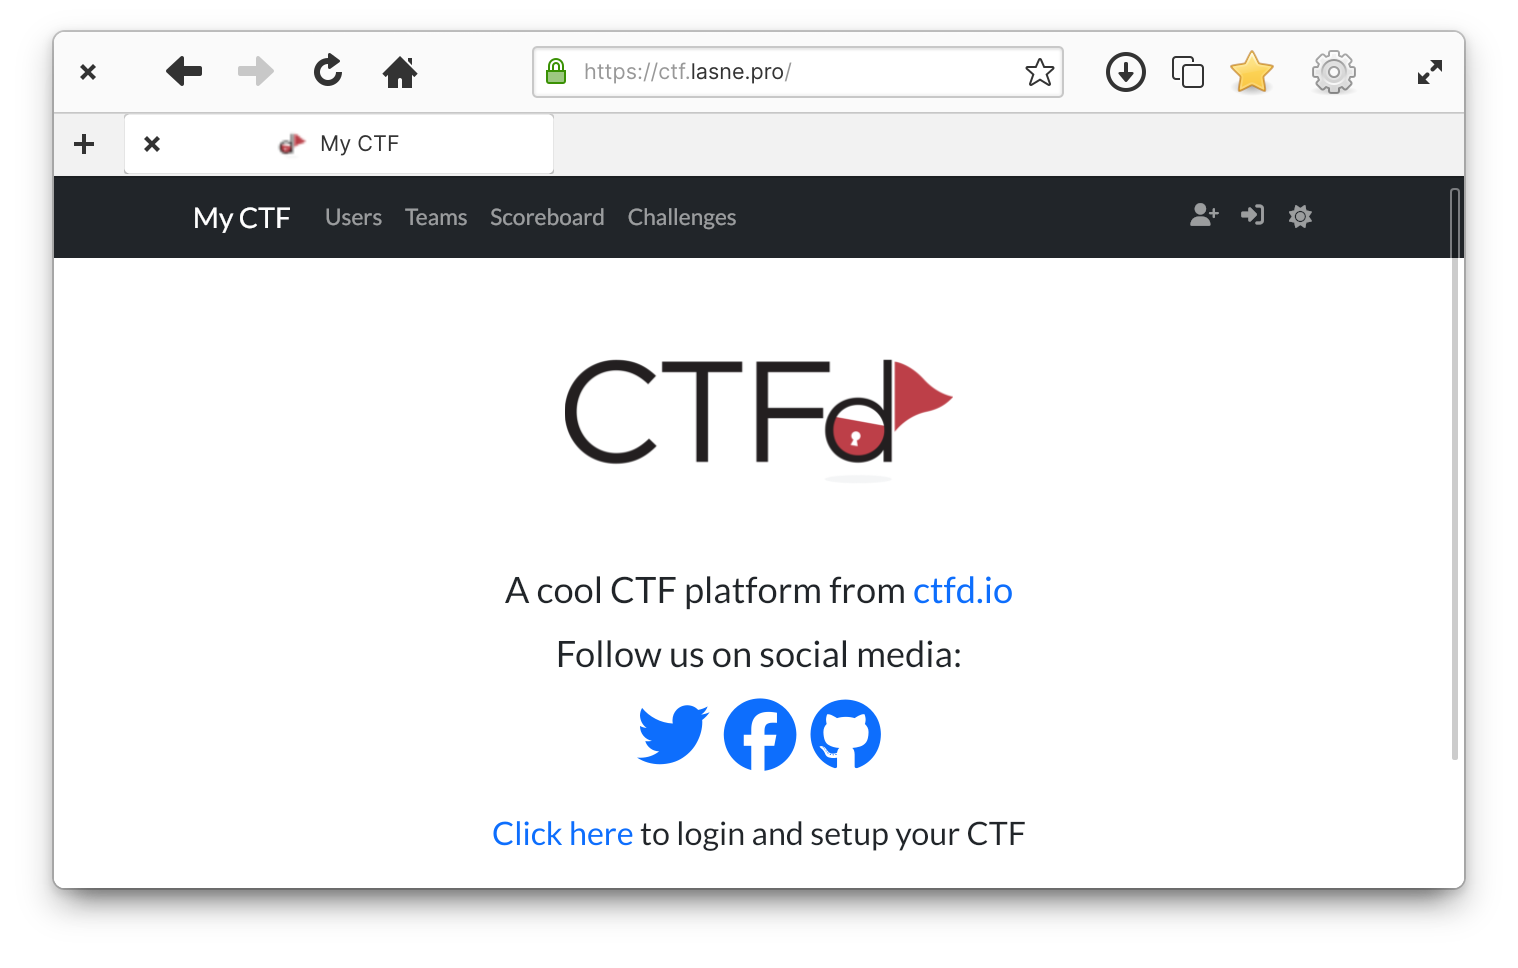 https://ctf.lasne.pro/
My CTF
My CTF Users Teams Scoreboard Challenges
CTFd
A cool CTF platform from ctfd.io
Follow us on social media:
Click here to login and setup your CTF